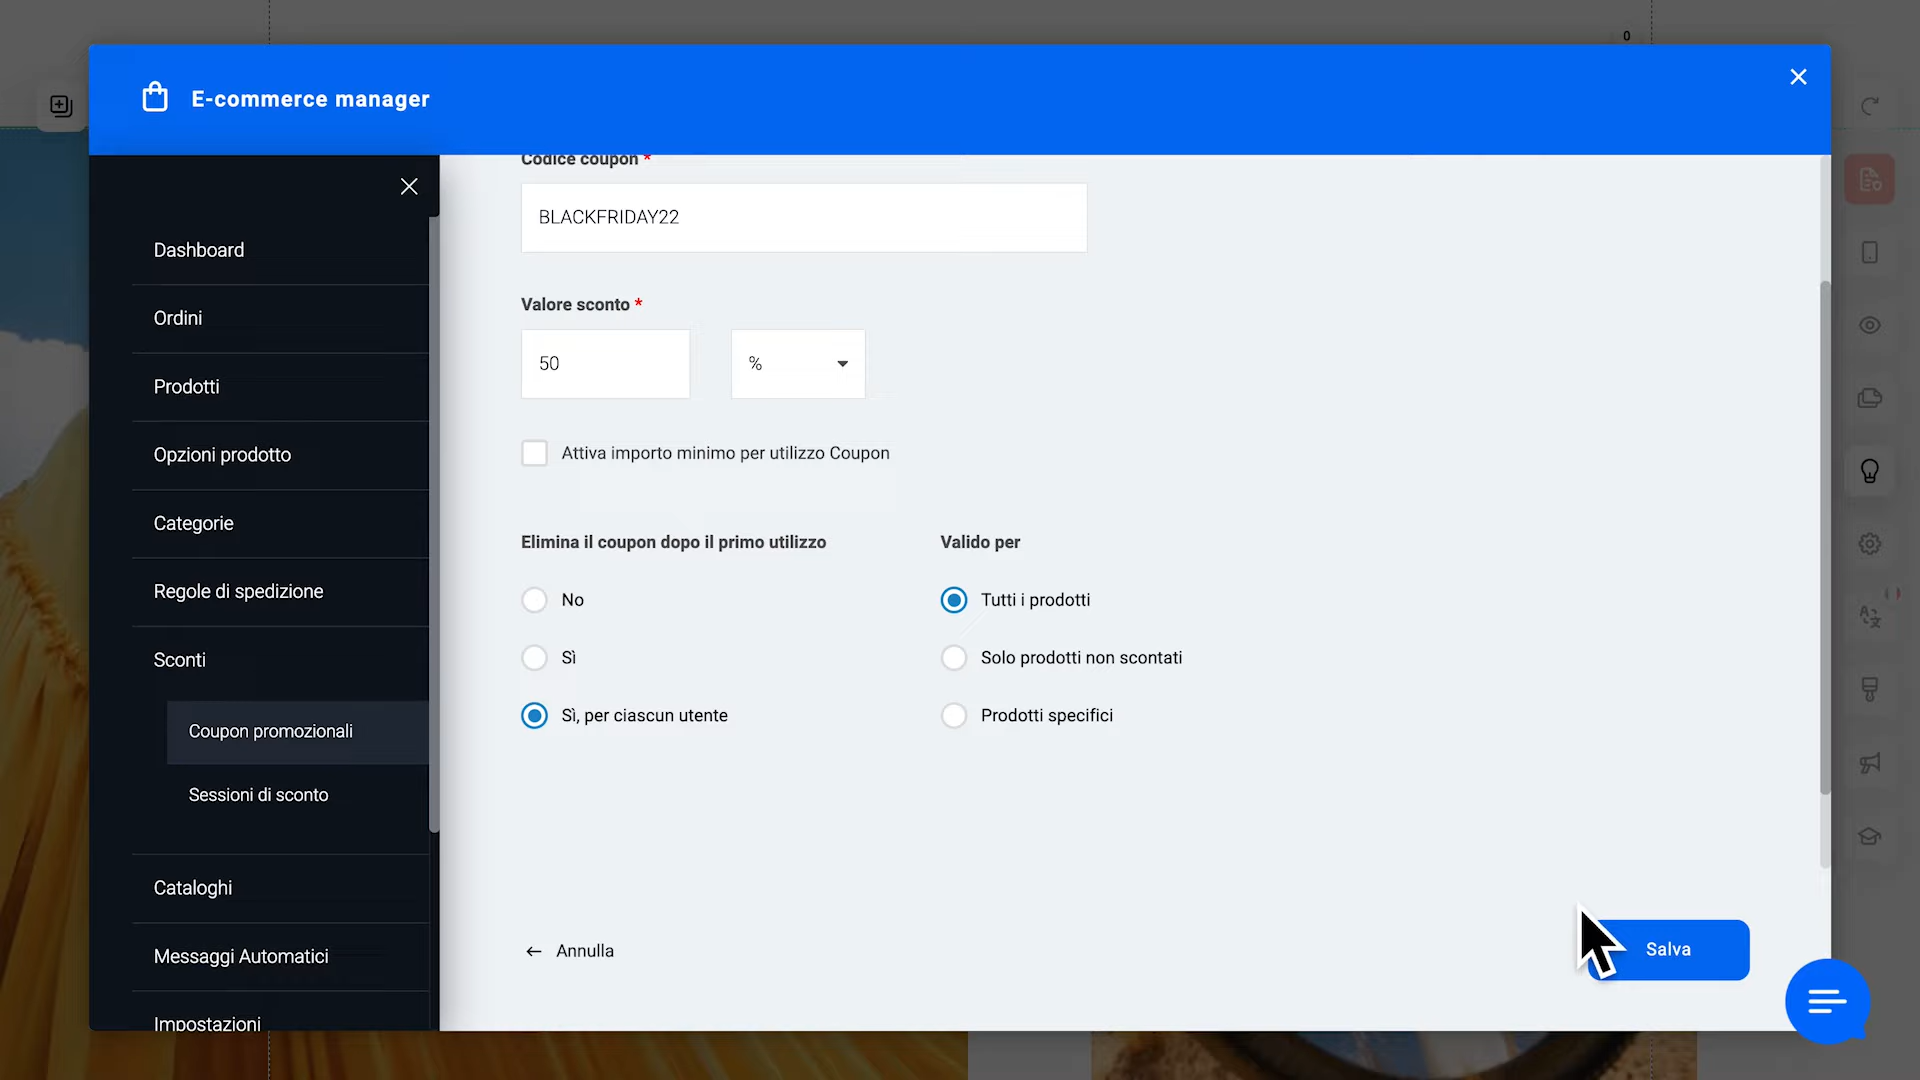 0
E-commerce manager
Dashboard
Ordini
Prodotti
Opzioni prodotto
Categorie
Regole di spedizione
Sconti
Coupon promozionali
Sessioni di sconto
Cataloghi
Messaggi Automatici
Impostazioni
Codice coupon *
BLACKFRIDAY22
Valore sconto *
50 %
Attiva importo minimo per utilizzo Coupon
Elimina il coupon dopo il primo utilizzo
No
Sì
Sì, per ciascun utente
Valido per
Tutti i prodotti
Solo prodotti non scontati
Prodotti specifici
← Annulla
Salva